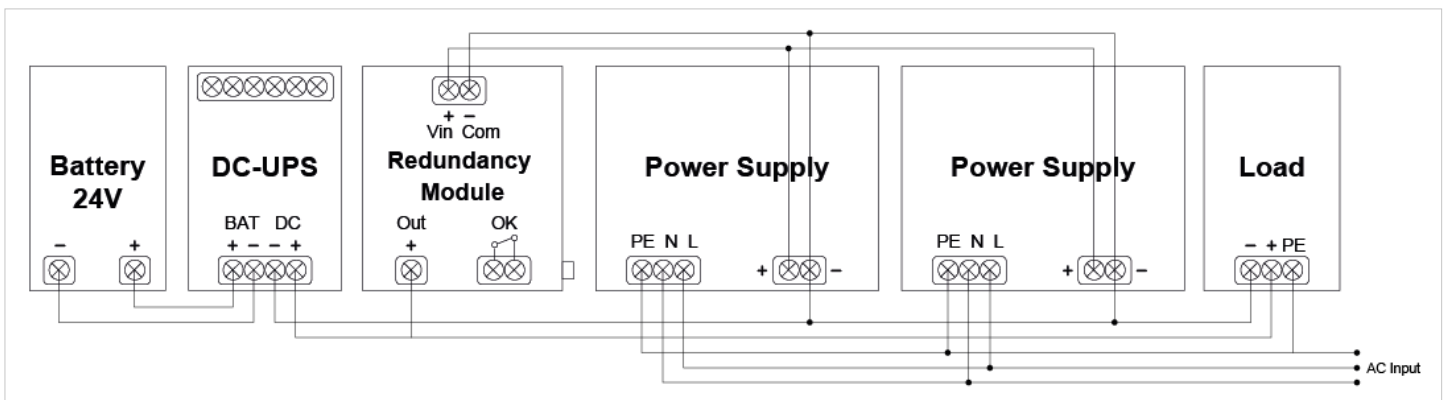 Battery
24V
- +
DC-UPS
BAT DC
+ - - +
+ -
Vin Com
Redundancy
Module
Out OK
+
Power Supply
PE N L
+ -
Power Supply
PE N L
+ -
Load
- + PE
AC Input